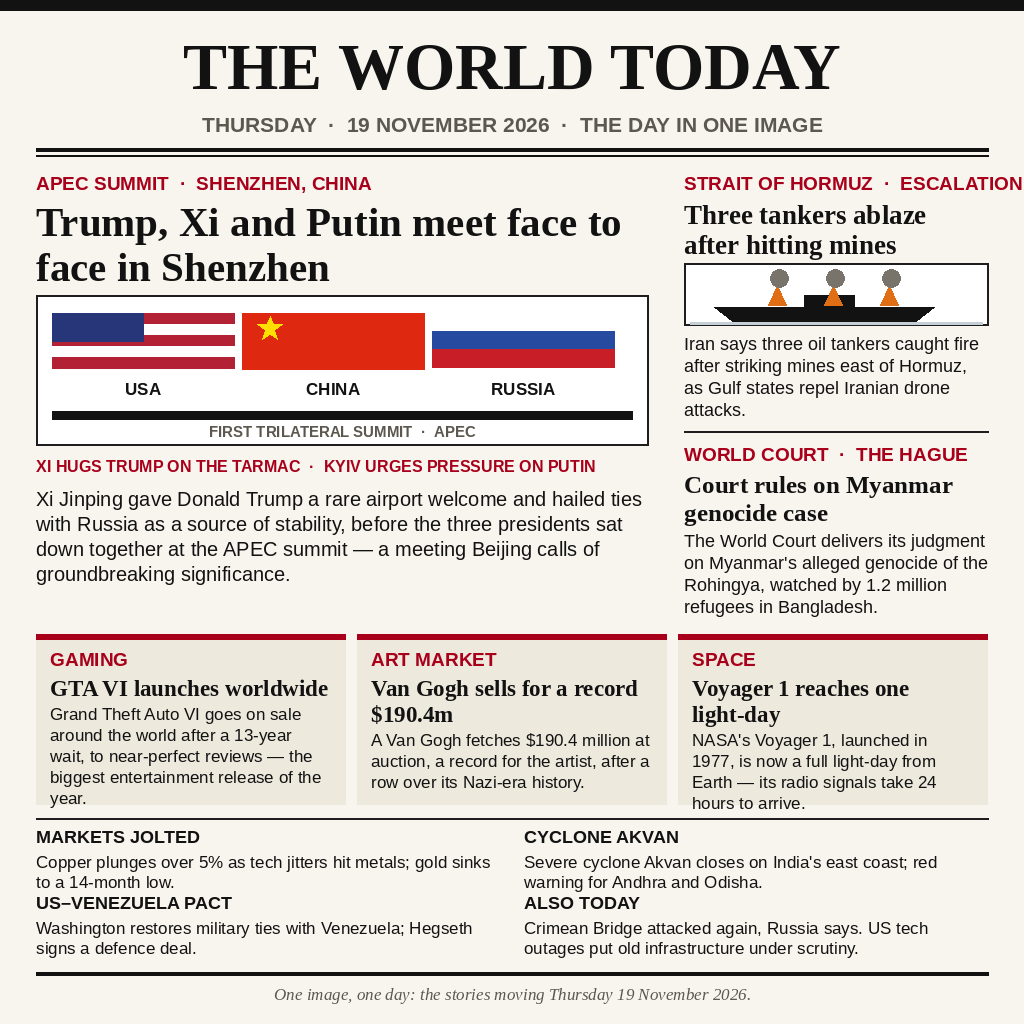 THE WORLD TODAY
THURSDAY · 19 NOVEMBER 2026 · THE DAY IN ONE IMAGE
APEC SUMMIT · SHENZHEN, CHINA
Trump, Xi and Putin meet face to
face in Shenzhen
USA
CHINA
RUSSIA
FIRST TRILATERAL SUMMIT · APEC
XI HUGS TRUMP ON THE TARMAC · KYIV URGES PRESSURE ON PUTIN
Xi Jinping gave Donald Trump a rare airport welcome and hailed ties
with Russia as a source of stability, before the three presidents sat
down together at the APEC summit — a meeting Beijing calls of
groundbreaking significance.
STRAIT OF HORMUZ · ESCALATION
Three tankers ablaze
after hitting mines
Iran says three oil tankers caught fire
after striking mines east of Hormuz,
as Gulf states repel Iranian drone
attacks.
WORLD COURT · THE HAGUE
Court rules on Myanmar
genocide case
The World Court delivers its judgment
on Myanmar's alleged genocide of the
Rohingya, watched by 1.2 million
refugees in Bangladesh.
GAMING
GTA VI launches worldwide
Grand Theft Auto VI goes on sale
around the world after a 13-year
wait, to near-perfect reviews — the
biggest entertainment release of the
year.
ART MARKET
Van Gogh sells for a record
$190.4m
A Van Gogh fetches $190.4 million at
auction, a record for the artist, after a
row over its Nazi-era history.
SPACE
Voyager 1 reaches one
light-day
NASA's Voyager 1, launched in
1977, is now a full light-day from
Earth — its radio signals take 24
hours to arrive.
MARKETS JOLTED
Copper plunges over 5% as tech jitters hit metals; gold sinks
to a 14-month low.
US–VENEZUELA PACT
Washington restores military ties with Venezuela; Hegseth
signs a defence deal.
CYCLONE AKVAN
Severe cyclone Akvan closes on India's east coast; red
warning for Andhra and Odisha.
ALSO TODAY
Crimean Bridge attacked again, Russia says. US tech
outages put old infrastructure under scrutiny.
One image, one day: the stories moving Thursday 19 November 2026.